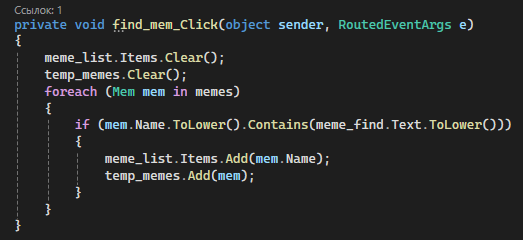 Ссылок: 1
private void find_mem_Click(object sender, RoutedEventArgs e)
{
    meme_list.Items.Clear();
    temp_memes.Clear();
    foreach (Mem mem in memes)
    {
        if (mem.Name.ToLower().Contains(meme_find.Text.ToLower()))
        {
            meme_list.Items.Add(mem.Name);
            temp_memes.Add(mem);
        }
    }
}